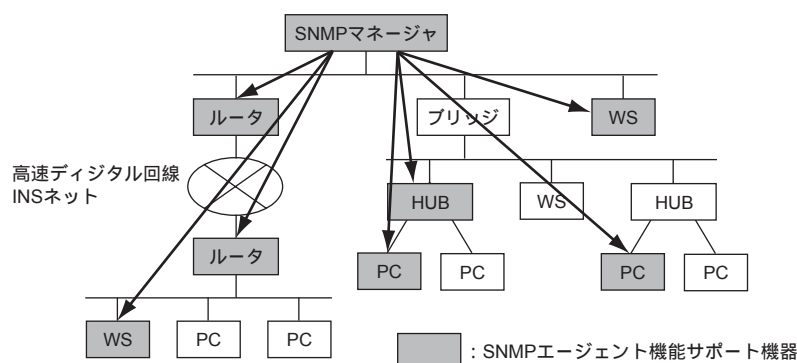 SNMPマネージャ
ルータ
ブリッジ
WS
高速ディジタル回線
INSネット
HUB
WS
HUB
ルータ
PC
PC
PC
PC
WS
PC
PC
：SNMPエージェント機能サポート機器